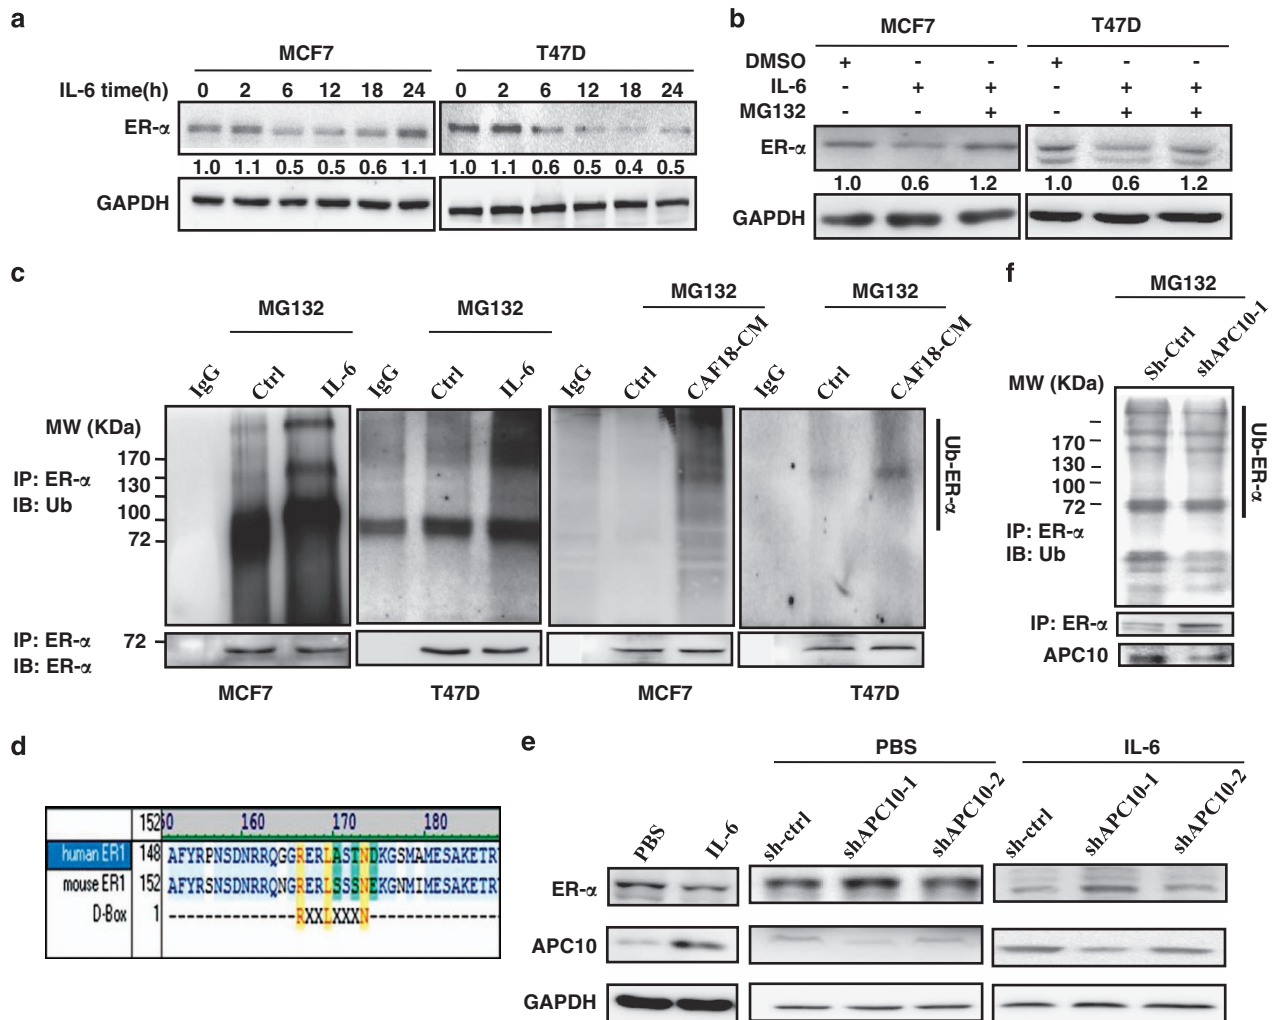 a
MCF7 T47D
IL-6 time(h) 0 2 6 12 18 24 0 2 6 12 18 24
ER-α
1.0 1.1 0.5 0.5 0.6 1.1 1.0 1.1 0.6 0.5 0.4 0.5
GAPDH
b
MCF7 T47D
DMSO + - - + - -
IL-6 - + + - + +
MG132 - - + - + +
ER-α
1.0 0.6 1.2 1.0 0.6 1.2
GAPDH
c
MG132 MG132 MG132 MG132
IgG Ctrl IL-6 IgG Ctrl IL-6 IgG Ctrl CAF18-CM IgG Ctrl CAF18-CM
MW (KDa)
170
IP: ER-α
130
IB: Ub
100
72
Ub-ER-α
IP: ER-α 72
IB: ER-α
MCF7 T47D MCF7 T47D
f
MG132
Sh-Ctrl shAPC10-1
MW (KDa)
170
130
100
72
Ub-ER-α
IP: ER-α
IB: Ub
IP: ER-α
APC10
d
152 50 160 170 180
human ER1 148 AFYRPNSDNRRQGGRERLASTNDKGSMAMESAKETR
mouse ER1 152 AFYRSNSDNRRQNGRERLSSSNEKGNMIMESAKETR
D-Box 1 ---------------RXXLXXXN---------------
e
PBS IL-6
PBS IL-6 sh-ctrl shAPC10-1 shAPC10-2 sh-ctrl shAPC10-1 shAPC10-2
ER-α
APC10
GAPDH